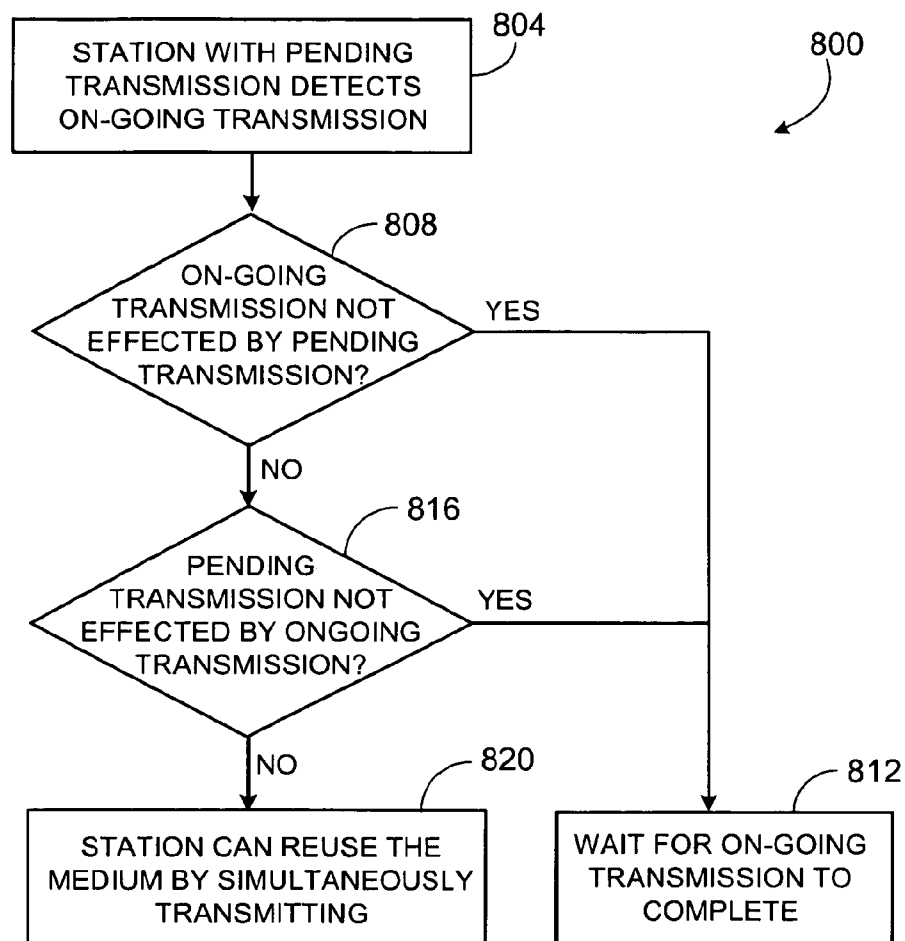 STATION WITH PENDING
TRANSMISSION DETECTS
ON-GOING TRANSMISSION
804
800
808
ON-GOING
TRANSMISSION NOT
EFFECTED BY PENDING
TRANSMISSION?
YES
NO
816
PENDING
TRANSMISSION NOT
EFFECTED BY ONGOING
TRANSMISSION?
YES
NO
820
STATION CAN REUSE THE
MEDIUM BY SIMULTANEOUSLY
TRANSMITTING
812
WAIT FOR ON-GOING
TRANSMISSION TO
COMPLETE